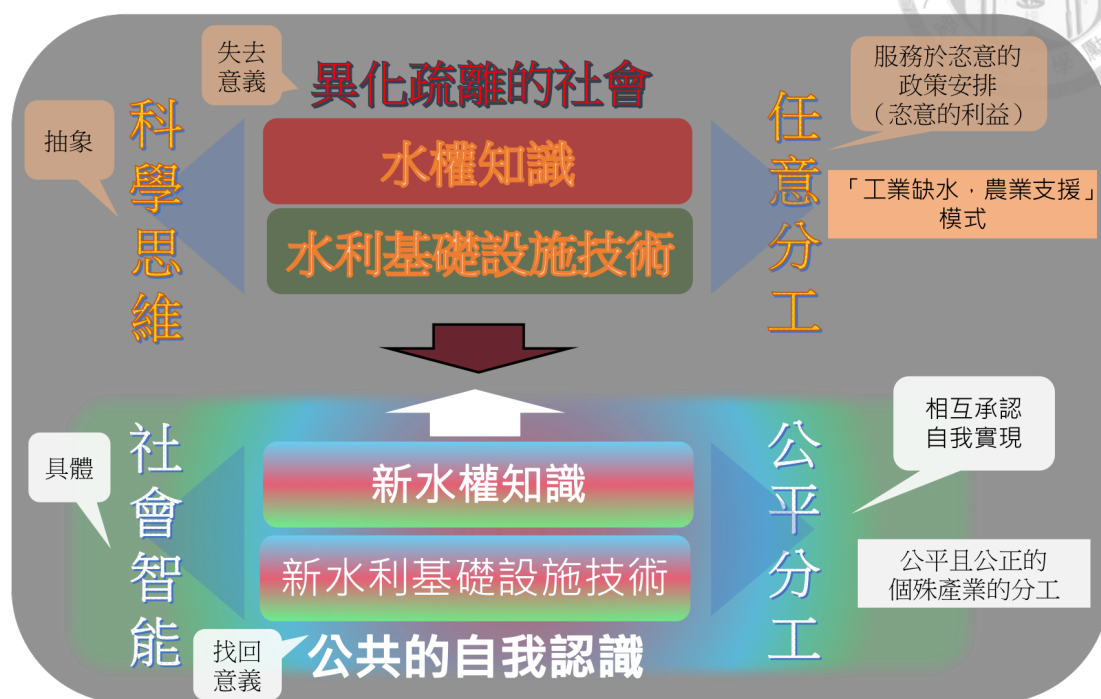 失去
意義
異化疏離的社會
服務於恣意的
政策安排
（恣意的利益）
抽象
科學思維
水權知識
水利基礎設施技術
任意分工
「工業缺水，農業支援」
模式
相互承認
自我實現
具體
社會智能
新水權知識
新水利基礎設施技術
公平分工
公平且公正的
個殊產業的分工
找回
意義
公共的自我認識